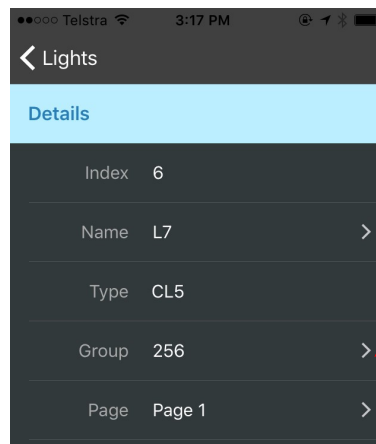 Telstra 3:17 PM
Lights
Details
Index 6
Name L7
Type CL5
Group 256
Page Page 1